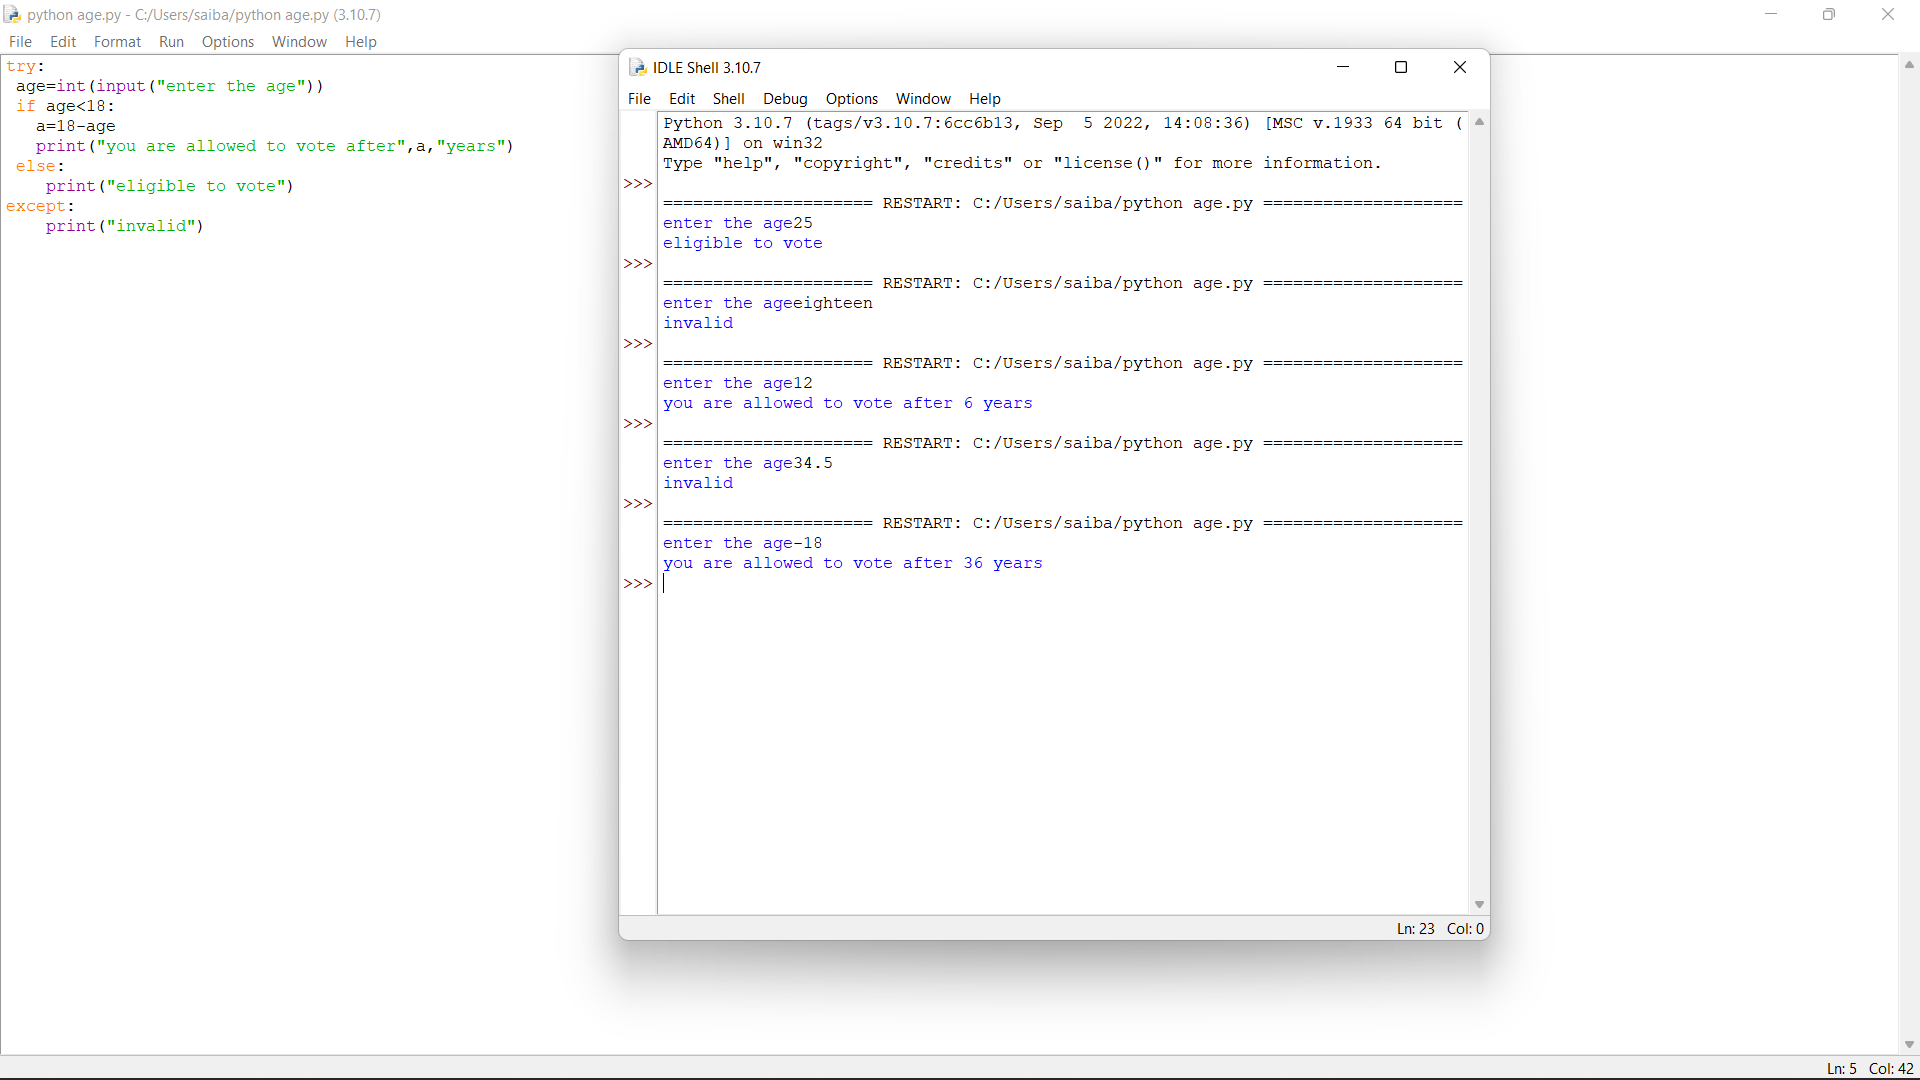 python age.py - C:/Users/saiba/python age.py (3.10.7)
File Edit Format Run Options Window Help
try:
 age=int(input("enter the age"))
 if age<18:
   a=18-age
   print("you are allowed to vote after",a,"years")
 else:
    print("eligible to vote")
except:
    print("invalid")
IDLE Shell 3.10.7
File Edit Shell Debug Options Window Help
Python 3.10.7 (tags/v3.10.7:6cc6b13, Sep  5 2022, 14:08:36) [MSC v.1933 64 bit (
AMD64)] on win32
Type "help", "copyright", "credits" or "license()" for more information.
>>>
===================== RESTART: C:/Users/saiba/python age.py ====================
enter the age25
eligible to vote
>>>
===================== RESTART: C:/Users/saiba/python age.py ====================
enter the ageeighteen
invalid
>>>
===================== RESTART: C:/Users/saiba/python age.py ====================
enter the age12
you are allowed to vote after 6 years
>>>
===================== RESTART: C:/Users/saiba/python age.py ====================
enter the age34.5
invalid
>>>
===================== RESTART: C:/Users/saiba/python age.py ====================
enter the age-18
you are allowed to vote after 36 years
>>>
Ln: 23 Col: 0
Ln: 5 Col: 42